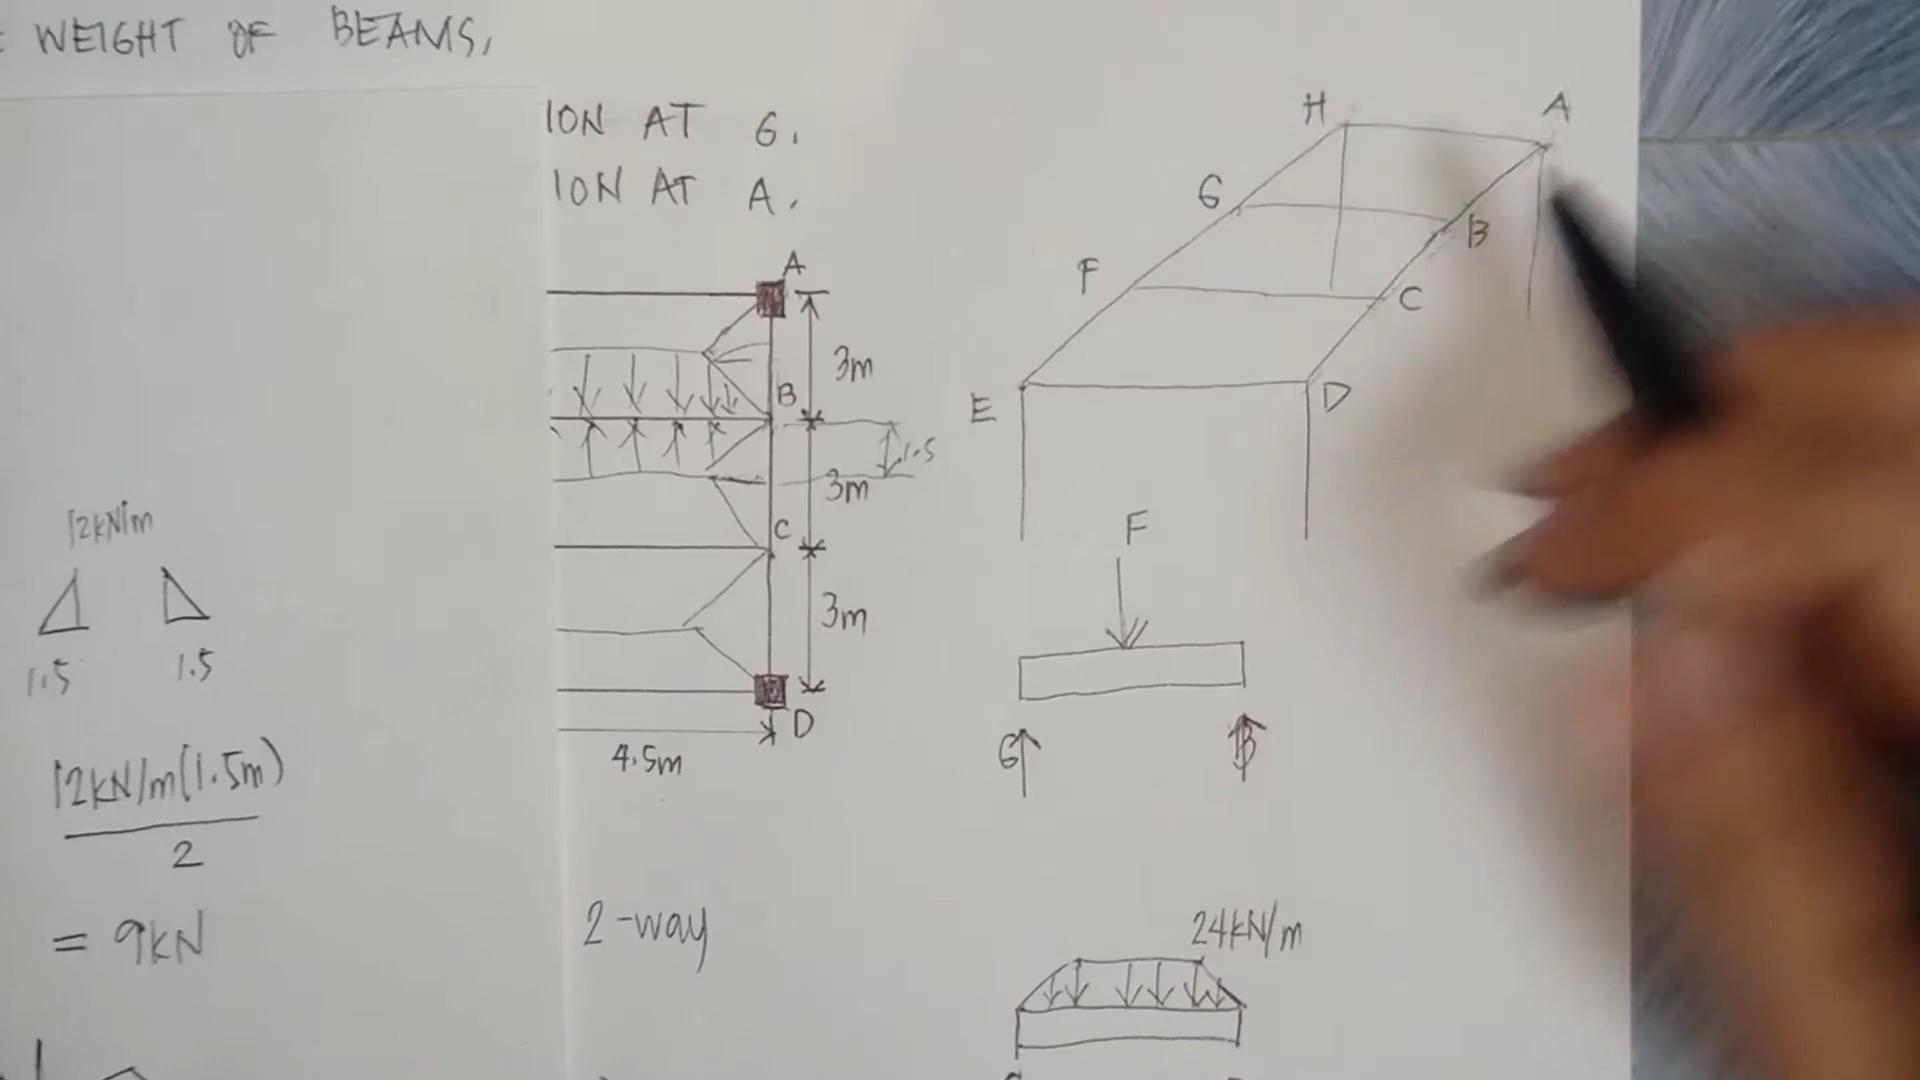 WEIGHT OF BEAMS,
ION AT G.
ION AT A.
H A
G B
F C
E D
A
3m
B
1.5
3m
C
3m
D
4.5m
12kN/m
1.5 1.5
12kN/m(1.5m)
2
= 9kN
F
G B
2-way
24kN/m